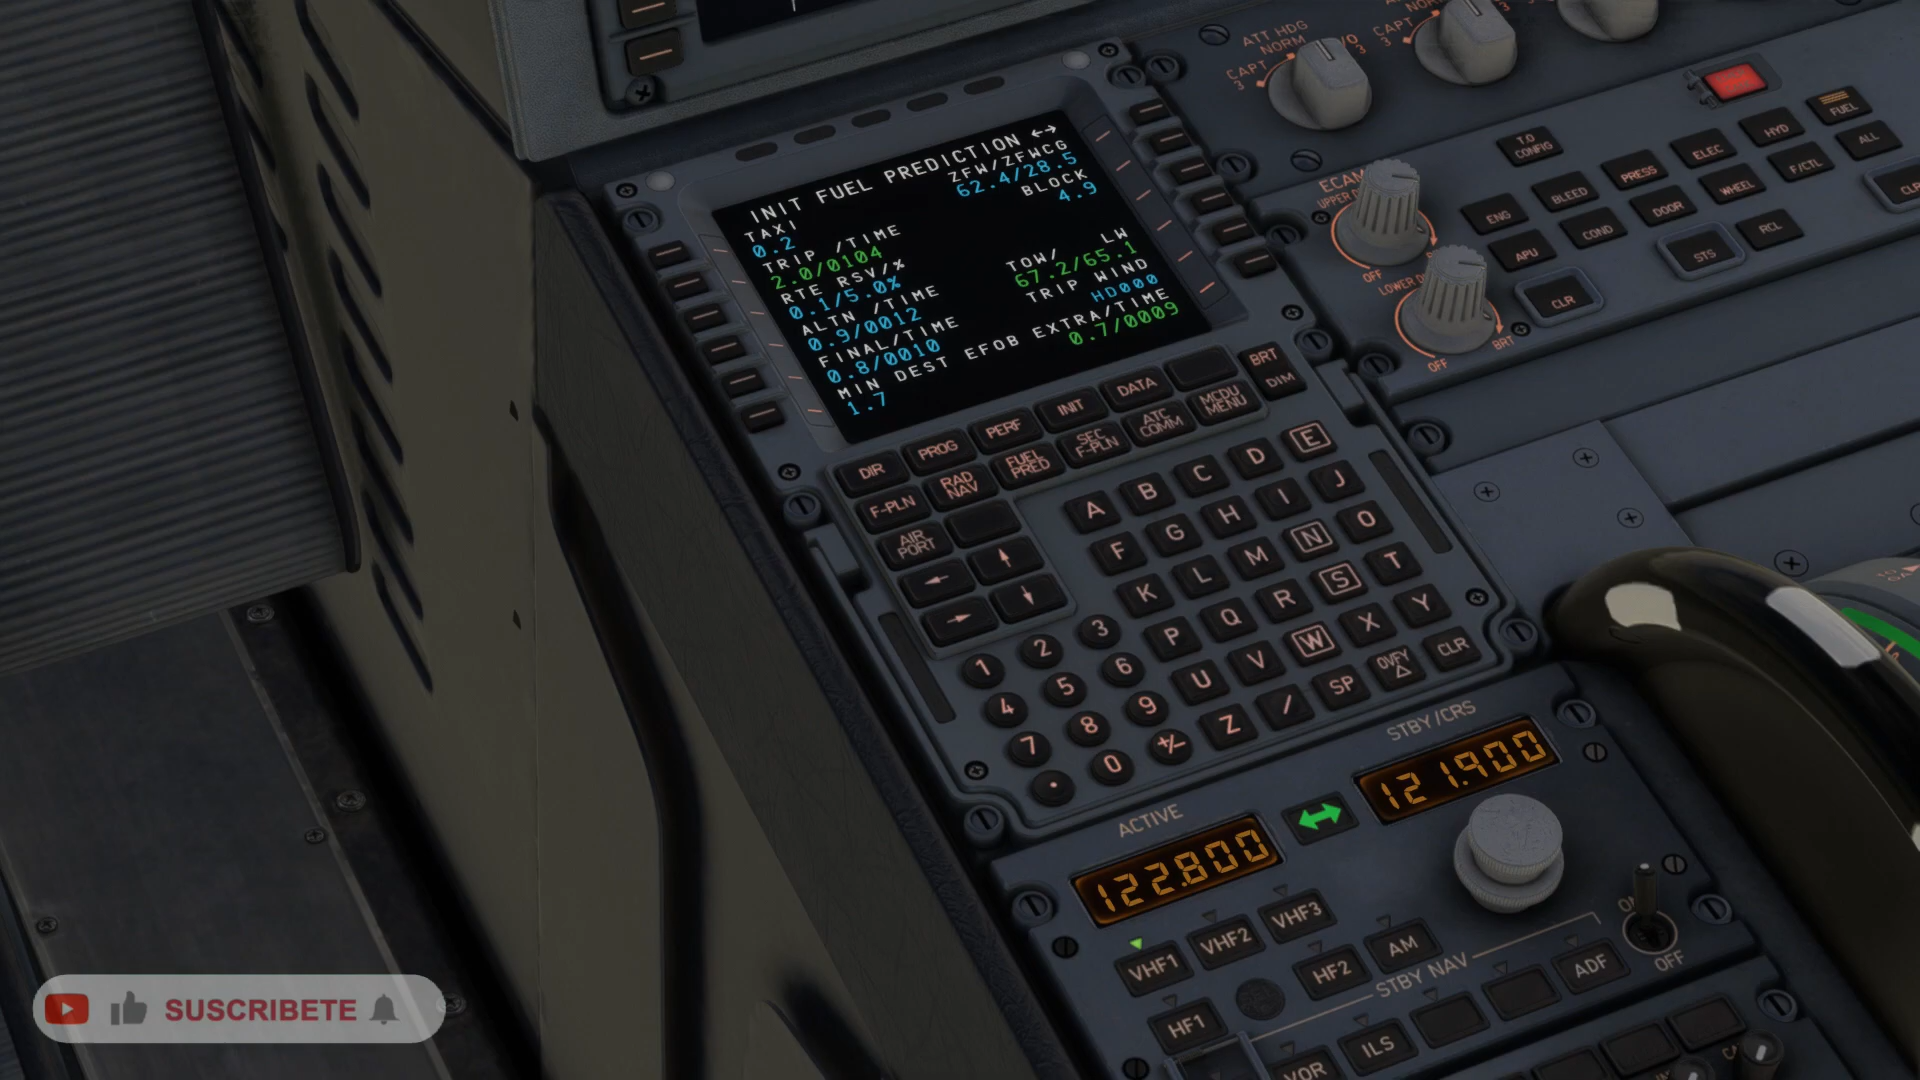 ATT HDG
NORM
CAPT
3
CAPT
3
3
T.O
CONFIG
HYD
FUEL
ELEC
ALL
PRESS
F/CTL
BLEED
WHEEL
ENG
DOOR
COND
RCL
APU
STS
CLR
CLR
OFF
OFF
BRT
INIT FUEL PREDICTION ↔
TAXI ZFW/ZFWCG
0.2 62.4/28.5
TRIP /TIME BLOCK
2.0/0104 4.9
RTE RSV/%
0.1/5.0%
ALTN /TIME TOW/ LW
0.9/0012 67.2/65.1
FINAL/TIME TRIP WIND
0.8/0010 HD000
MIN DEST EFOB EXTRA/TIME
1.7 0.7/0009
DIR PROG PERF INIT DATA
BRT
DIM
F-PLN RAD NAV FUEL PRED SEC F-PLN ATC COMM MCDU MENU
AIR PORT
← ↑
→ ↓
A B C D E
F G H I J
K L M N O
P Q R S T
U V W X Y
Z / SP OVFY △ CLR
1 2 3
4 5 6
7 8 9
. 0 +/-
ACTIVE STBY/CRS
122.800 121.900
VHF1 VHF2 VHF3
HF1 HF2 AM
STBY NAV
VOR ILS ADF
OFF
SUSCRIBETE